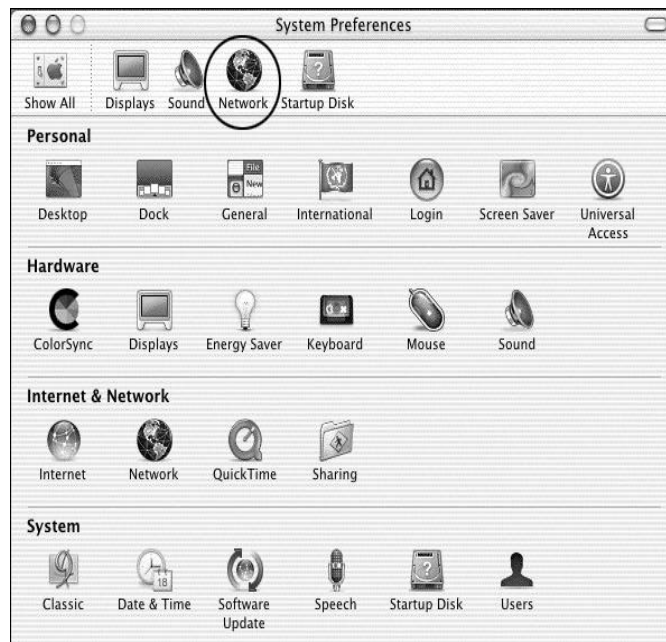 System Preferences
Show All Displays Sound Network Startup Disk
Personal
File
New
Desktop Dock General International Login Screen Saver Universal Access
Hardware
ColorSync Displays Energy Saver Keyboard Mouse Sound
Internet & Network
Internet Network QuickTime Sharing
System
18
Classic Date & Time Software Update Speech Startup Disk Users